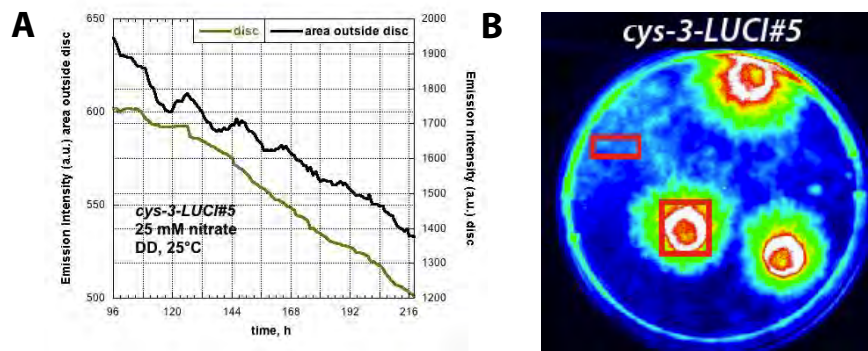 A
650
600
550
500
Emission Intensity (a.u.) area outside disc
disc
area outside disc
2000
1900
1800
1700
1600
1500
1400
1300
1200
Emission Intensity (a.u.) disc
cys-3-LUCI#5
25 mM nitrate
DD, 25°C
96 120 144 168 192 216
time, h
B
cys-3-LUCI#5